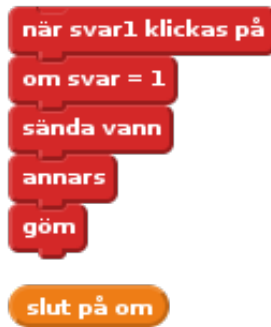 när svar1 klickas på
om svar = 1
sända vann
annars
göm
slut på om